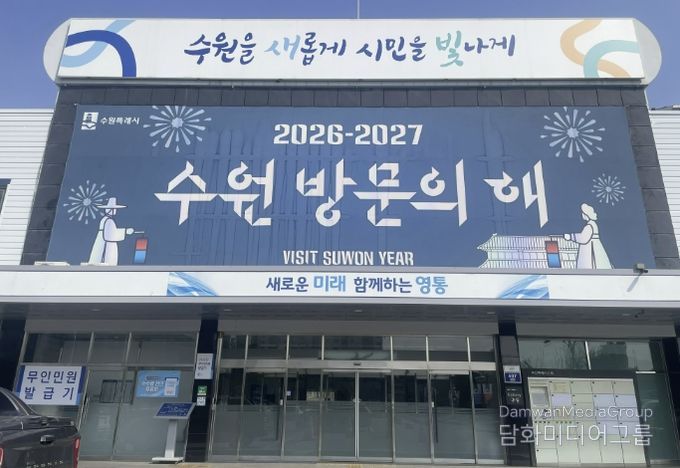 수원을 새롭게 시민을 빛나게
수원특례시
2026-2027
수원 방문의 해
VISIT SUWON YEAR
새로운 미래 함께하는 영통
무인민원
발급기
DamwhaMediaGroup
담화미디어그룹